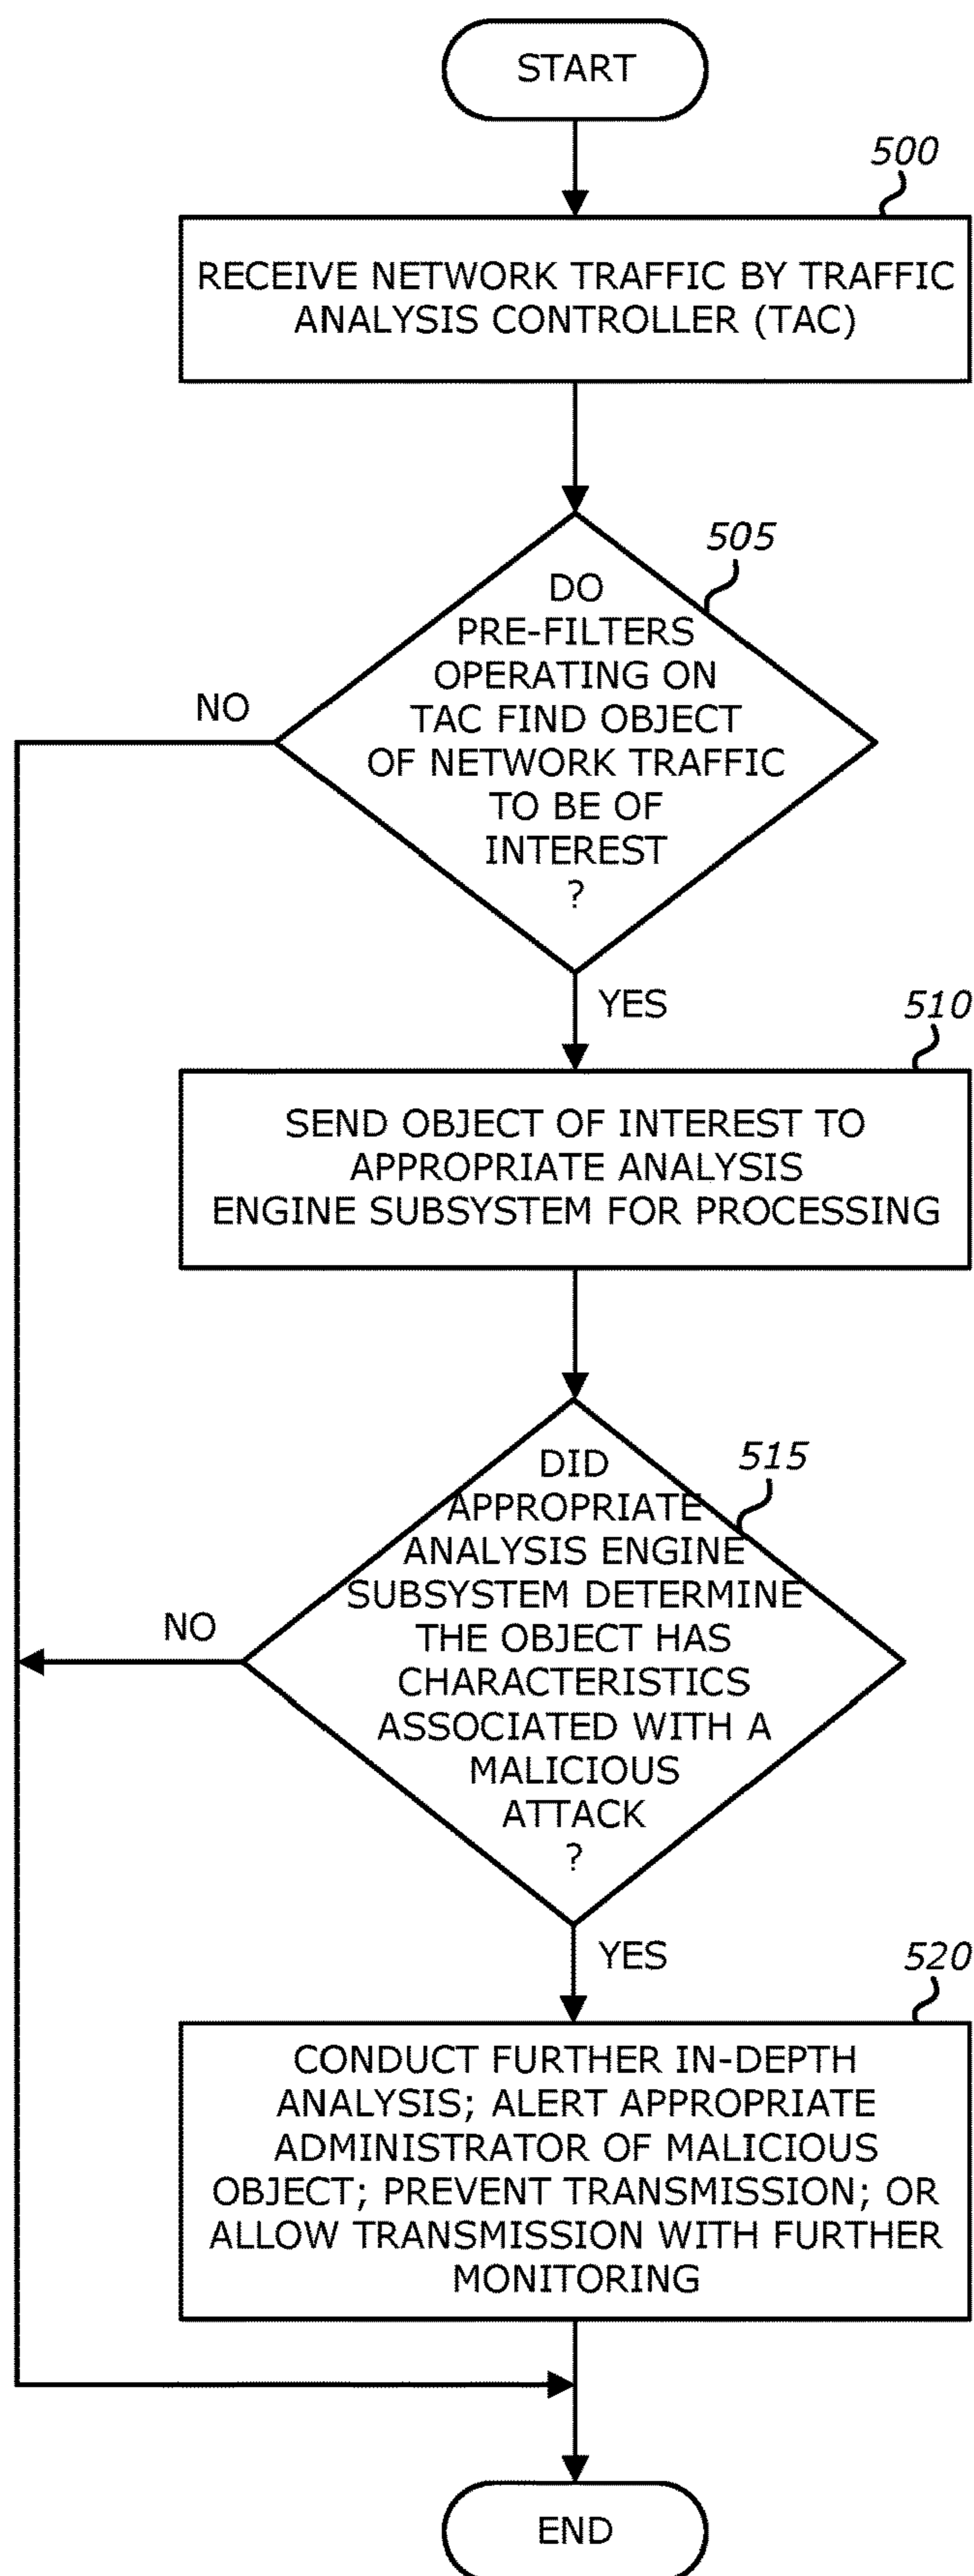 START
500
RECEIVE NETWORK TRAFFIC BY TRAFFIC
ANALYSIS CONTROLLER (TAC)
505
DO
PRE-FILTERS
OPERATING ON
TAC FIND OBJECT
OF NETWORK TRAFFIC
TO BE OF
INTEREST
?
NO
YES
510
SEND OBJECT OF INTEREST TO
APPROPRIATE ANALYSIS
ENGINE SUBSYSTEM FOR PROCESSING
515
DID
APPROPRIATE
ANALYSIS ENGINE
SUBSYSTEM DETERMINE
THE OBJECT HAS
CHARACTERISTICS
ASSOCIATED WITH A
MALICIOUS
ATTACK
?
NO
YES
520
CONDUCT FURTHER IN-DEPTH
ANALYSIS; ALERT APPROPRIATE
ADMINISTRATOR OF MALICIOUS
OBJECT; PREVENT TRANSMISSION; OR
ALLOW TRANSMISSION WITH FURTHER
MONITORING
END